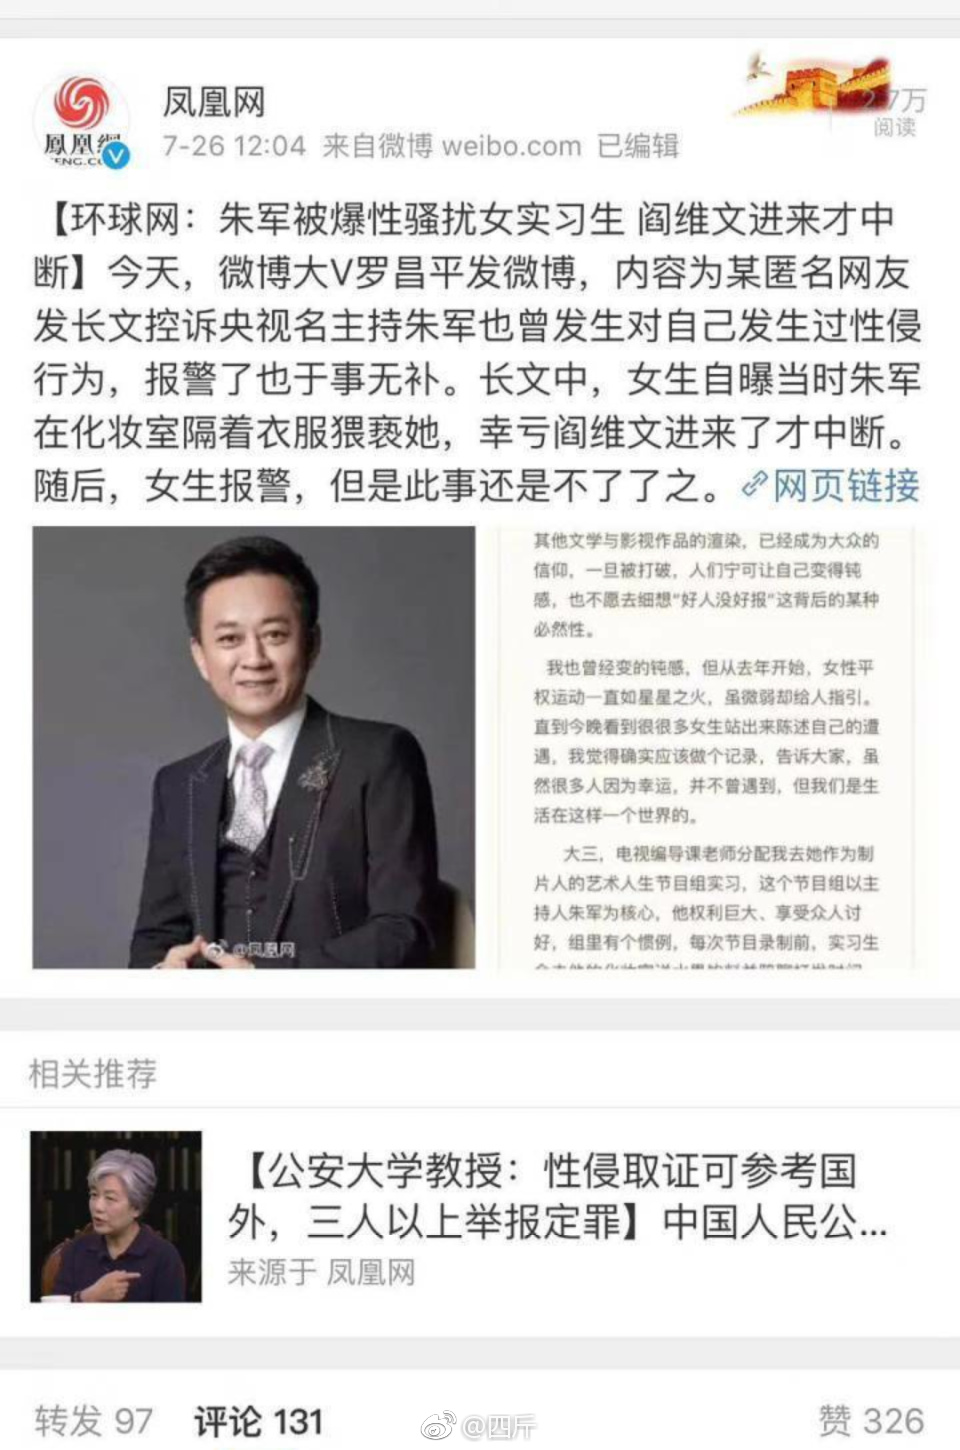 凤凰网
2.7万
阅读
7-26 12:04 来自微博 weibo.com 已编辑
鳳凰網
【环球网：朱军被爆性骚扰女实习生 阎维文进来才中
断】今天，微博大V罗昌平发微博，内容为某匿名网友
发长文控诉央视名主持朱军也曾发生对自己发生过性侵
行为，报警了也于事无补。长文中，女生自曝当时朱军
在化妆室隔着衣服猥亵她，幸亏阎维文进来了才中断。
随后，女生报警，但是此事还是不了了之。网页链接
@凤凰网
其他文学与影视作品的渲染，已经成为大众的
信仰，一旦被打破，人们宁可让自己变得钝
感，也不愿去细想“好人没好报”这背后的某种
必然性。
我也曾经变的钝感，但从去年开始，女性平
权运动一直如星星之火，虽微弱却给人指引。
直到今晚看到很很多女生站出来陈述自己的遭
遇，我觉得确实应该做个记录，告诉大家，虽
然很多人因为幸运，并不曾遇到，但我们是生
活在这样一个世界的。
大三，电视编导课老师分配我去她作为制
片人的艺术人生节目组实习，这个节目组以主
持人朱军为核心，他权利巨大、享受众人讨
好，组里有个惯例，每次节目录制前，实习生
相关推荐
【公安大学教授：性侵取证可参考国
外，三人以上举报定罪】中国人民公...
来源于 凤凰网
转发 97 评论 131 赞 326
@四斤